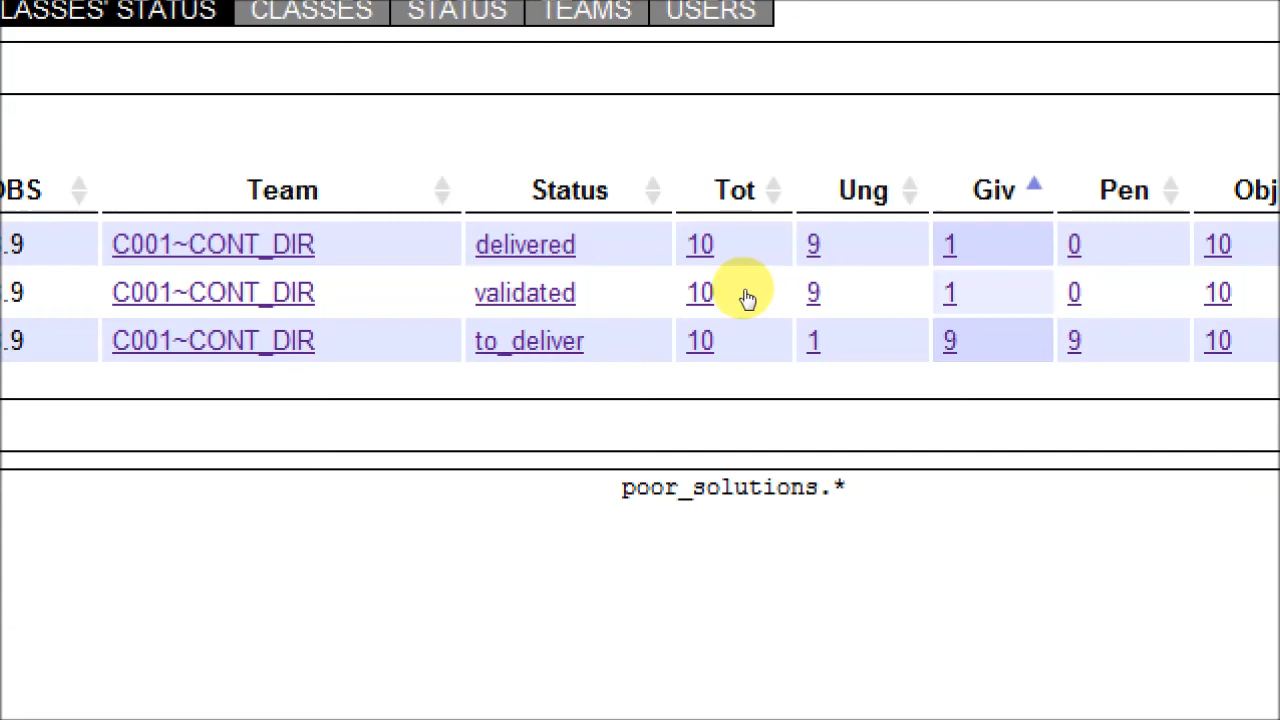 LASSES' STATUS CLASSES STATUS TEAMS USERS
OBS Team Status Tot Ung Giv Pen Obj
.9 C001~CONT_DIR delivered 10 9 1 0 10
.9 C001~CONT_DIR validated 10 9 1 0 10
.9 C001~CONT_DIR to_deliver 10 1 9 9 10
poor_solutions.*